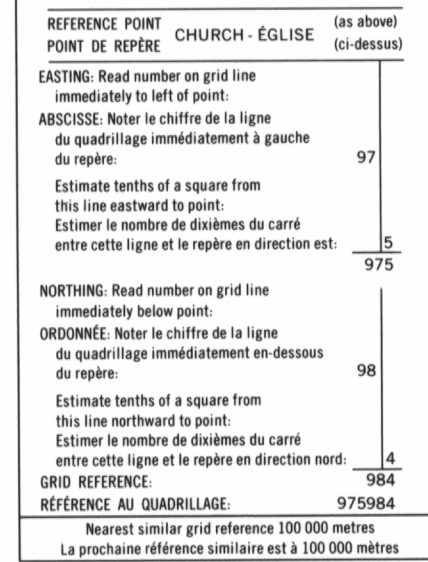 REFERENCE POINT CHURCH - ÉGLISE (as above)
POINT DE REPÈRE (ci-dessus)
EASTING: Read number on grid line
immediately to left of point:
ABSCISSE: Noter le chiffre de la ligne
du quadrillage immédiatement à gauche
du repère: 97
Estimate tenths of a square from
this line eastward to point:
Estimer le nombre de dixièmes du carré
entre cette ligne et le repère en direction est: 5
975
NORTHING: Read number on grid line
immediately below point:
ORDONNÉE: Noter le chiffre de la ligne
du quadrillage immédiatement en-dessous
du repère: 98
Estimate tenths of a square from
this line northward to point:
Estimer le nombre de dixièmes du carré
entre cette ligne et le repère en direction nord: 4
GRID REFERENCE: 984
RÉFÉRENCE AU QUADRILLAGE: 975984
Nearest similar grid reference 100 000 metres
La prochaine référence similaire est à 100 000 mètres